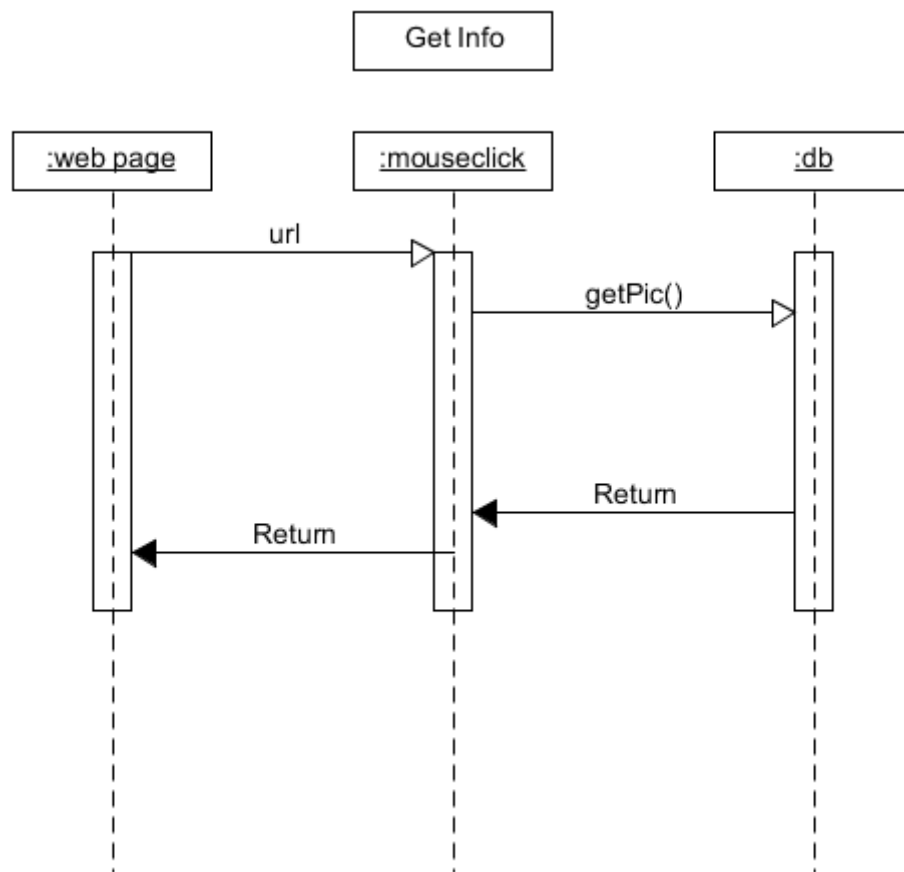 Get Info
:web page
:mouseclick
:db
url
getPic()
Return
Return